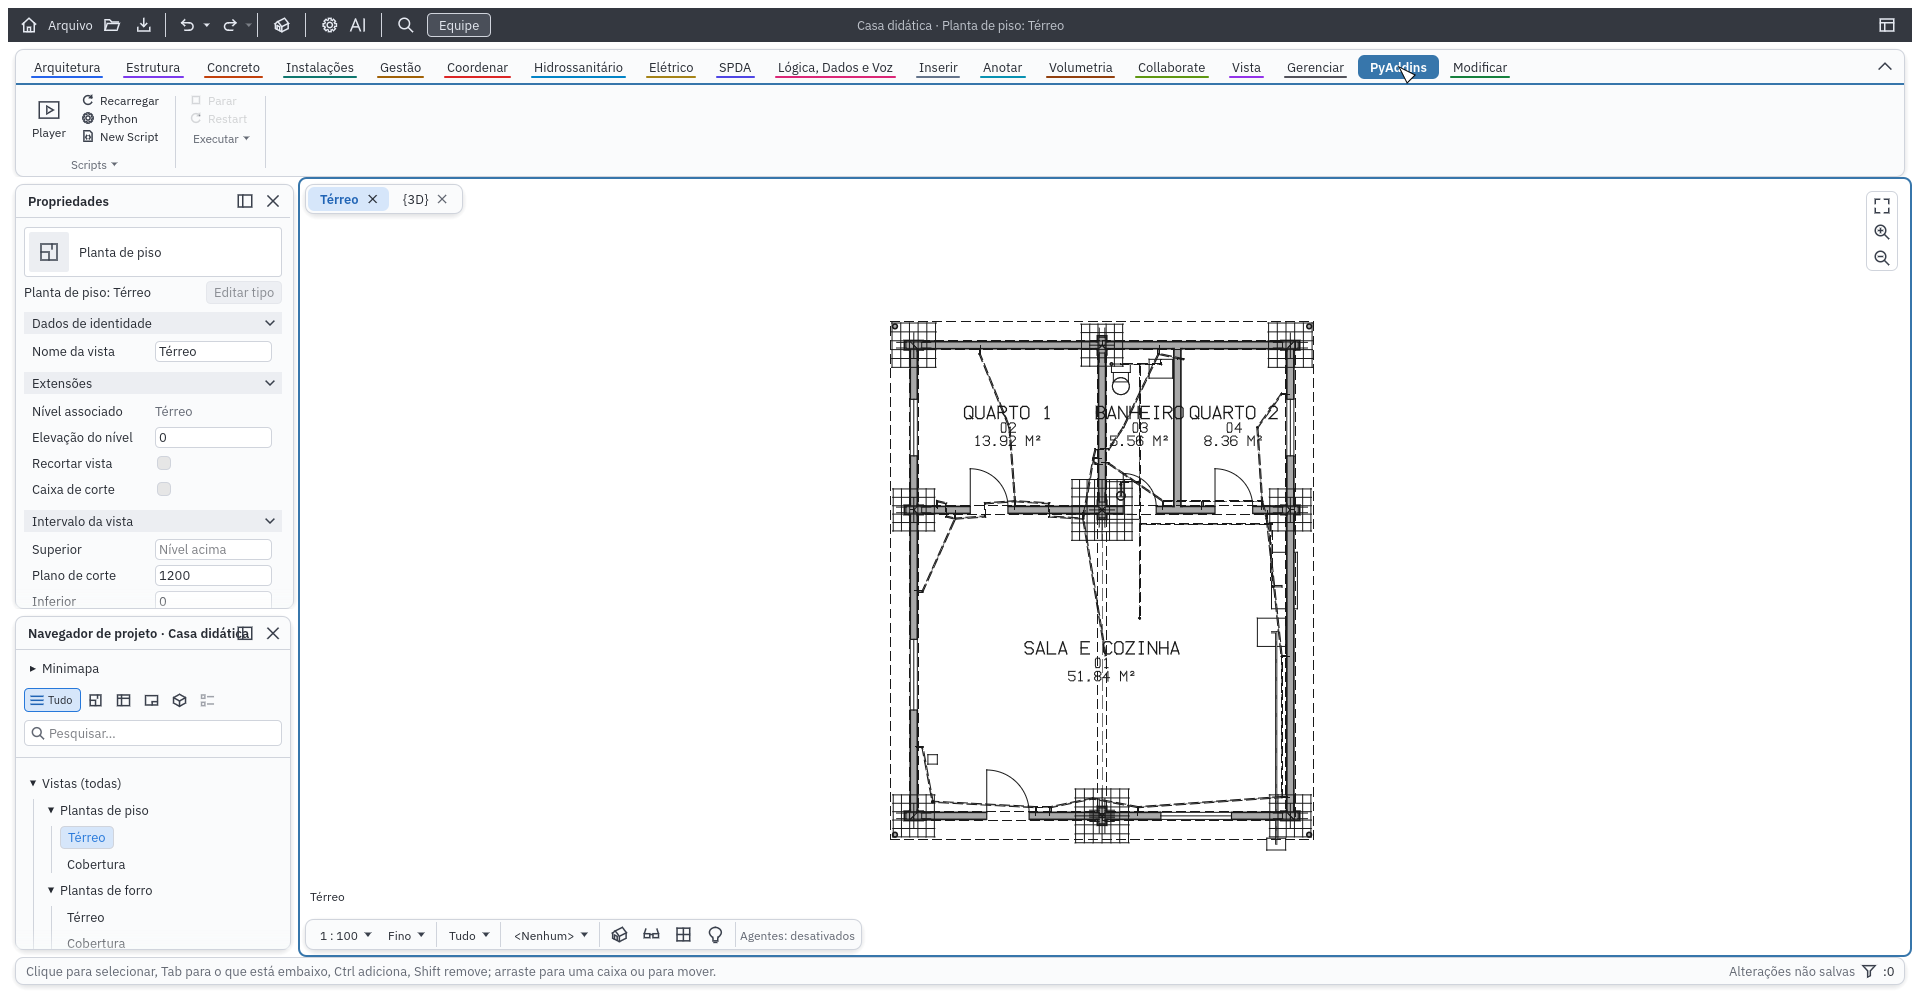 Arquivo
AI
Equipe
Casa didática · Planta de piso: Térreo
Arquitetura Estrutura Concreto Instalações Gestão Coordenar Hidrossanitário Elétrico SPDA Lógica, Dados e Voz Inserir Anotar Volumetria Collaborate Vista Gerenciar PyAddins Modificar
Player
Recarregar
Python
New Script
Scripts
Parar
Restart
Executar
Propriedades
Planta de piso
Planta de piso: Térreo
Editar tipo
Dados de identidade
Nome da vista Térreo
Extensões
Nível associado Térreo
Elevação do nível 0
Recortar vista
Caixa de corte
Intervalo da vista
Superior Nível acima
Plano de corte 1200
Inferior 0
Navegador de projeto · Casa didática
Minimapa
Tudo
Pesquisar...
Vistas (todas)
Plantas de piso
Térreo
Cobertura
Plantas de forro
Térreo
Cobertura
Térreo
{3D}
QUARTO 1
02
13.92 M²
BANHEIRO
03
5.56 M²
QUARTO 2
04
8.36 M²
SALA E COZINHA
01
51.84 M²
Térreo
1 : 100 Fino Tudo <Nenhum> Agentes: desativados
Clique para selecionar, Tab para o que está embaixo, Ctrl adiciona, Shift remove; arraste para uma caixa ou para mover.
Alterações não salvas :0